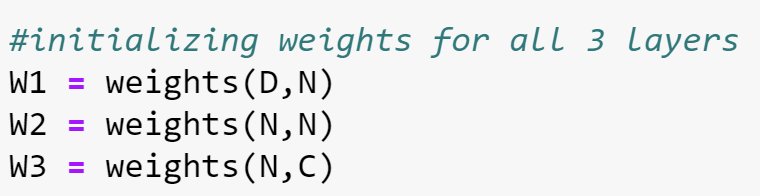 #initializing weights for all 3 layers
W1 = weights(D,N)
W2 = weights(N,N)
W3 = weights(N,C)